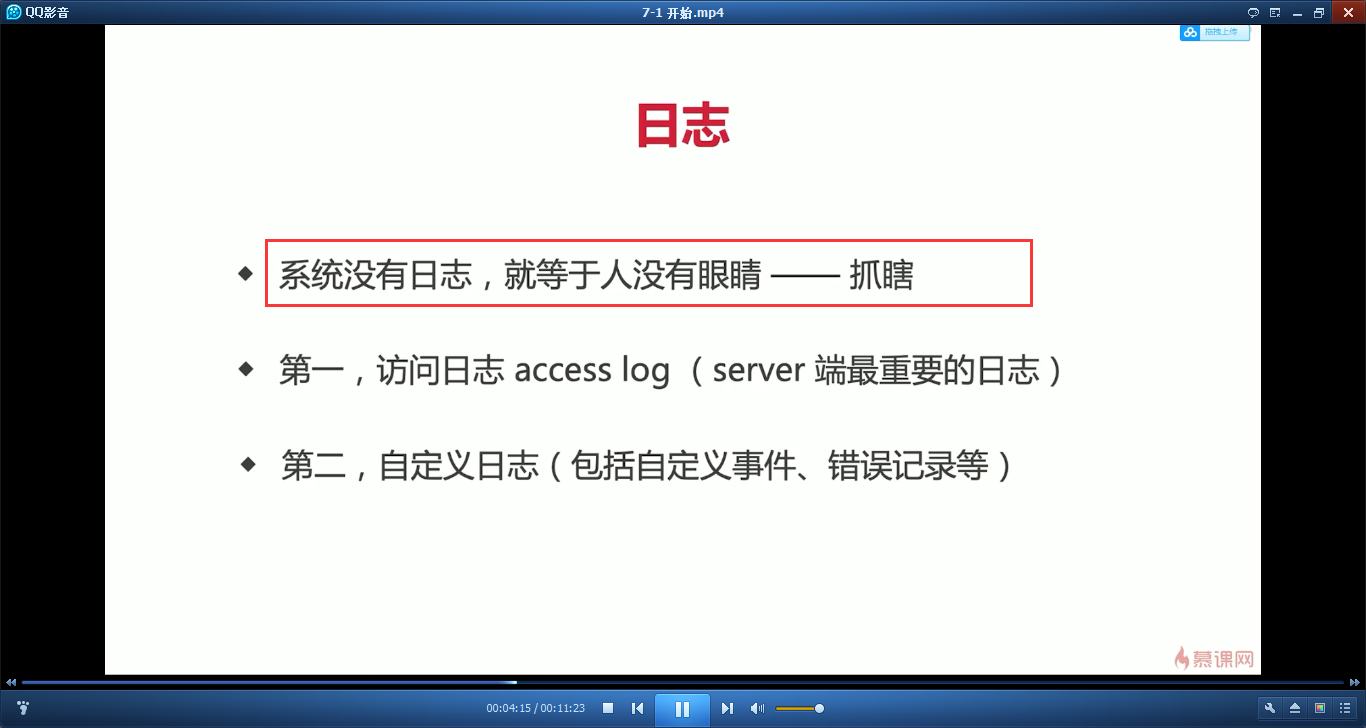 QQ影音
7-1 开始.mp4
拖拽上传
日志
系统没有日志，就等于人没有眼睛 —— 抓瞎
第一，访问日志 access log （ server 端最重要的日志 ）
第二，自定义日志（ 包括自定义事件、错误记录等 ）
慕课网
00:04:15 / 00:11:23